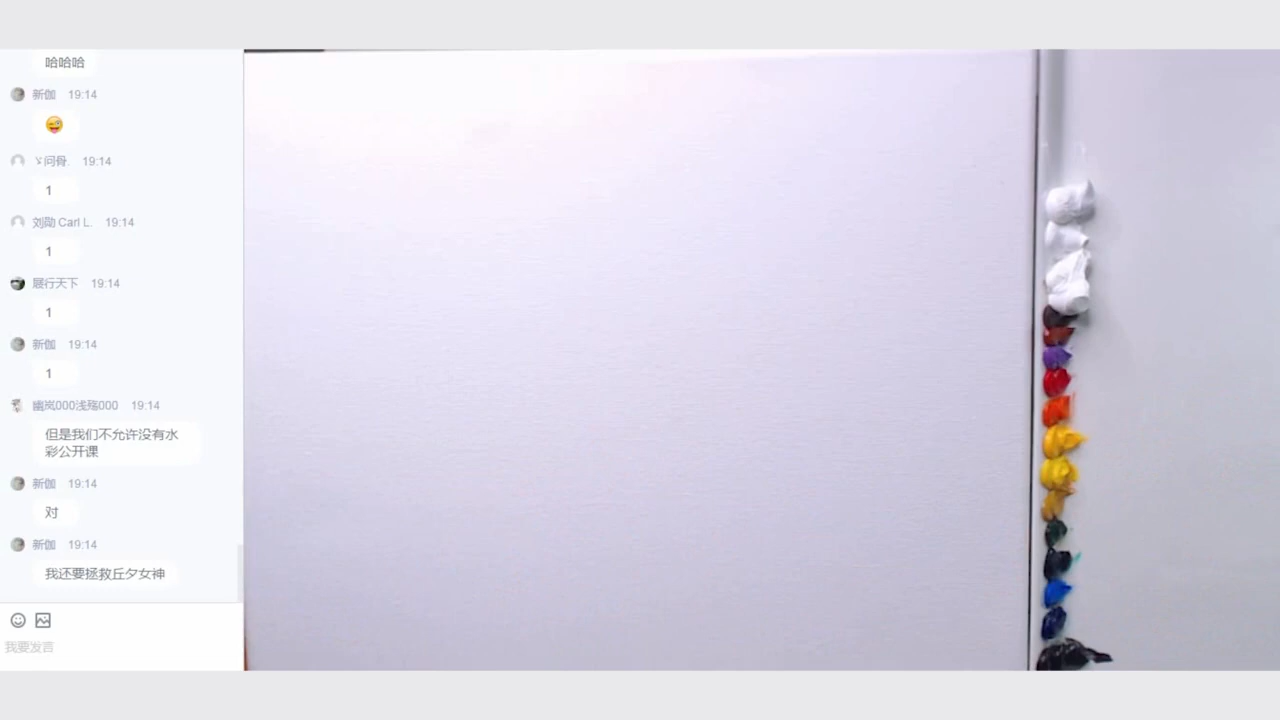 哈哈哈
新伽 19:14
ゞ问骨. 19:14
1
刘勋 Carl L. 19:14
1
展行天下 19:14
1
新伽 19:14
1
幽岚000浅殇000 19:14
但是我们不允许没有水
彩公开课
新伽 19:14
对
新伽 19:14
我还要拯救丘夕女神
我要发言